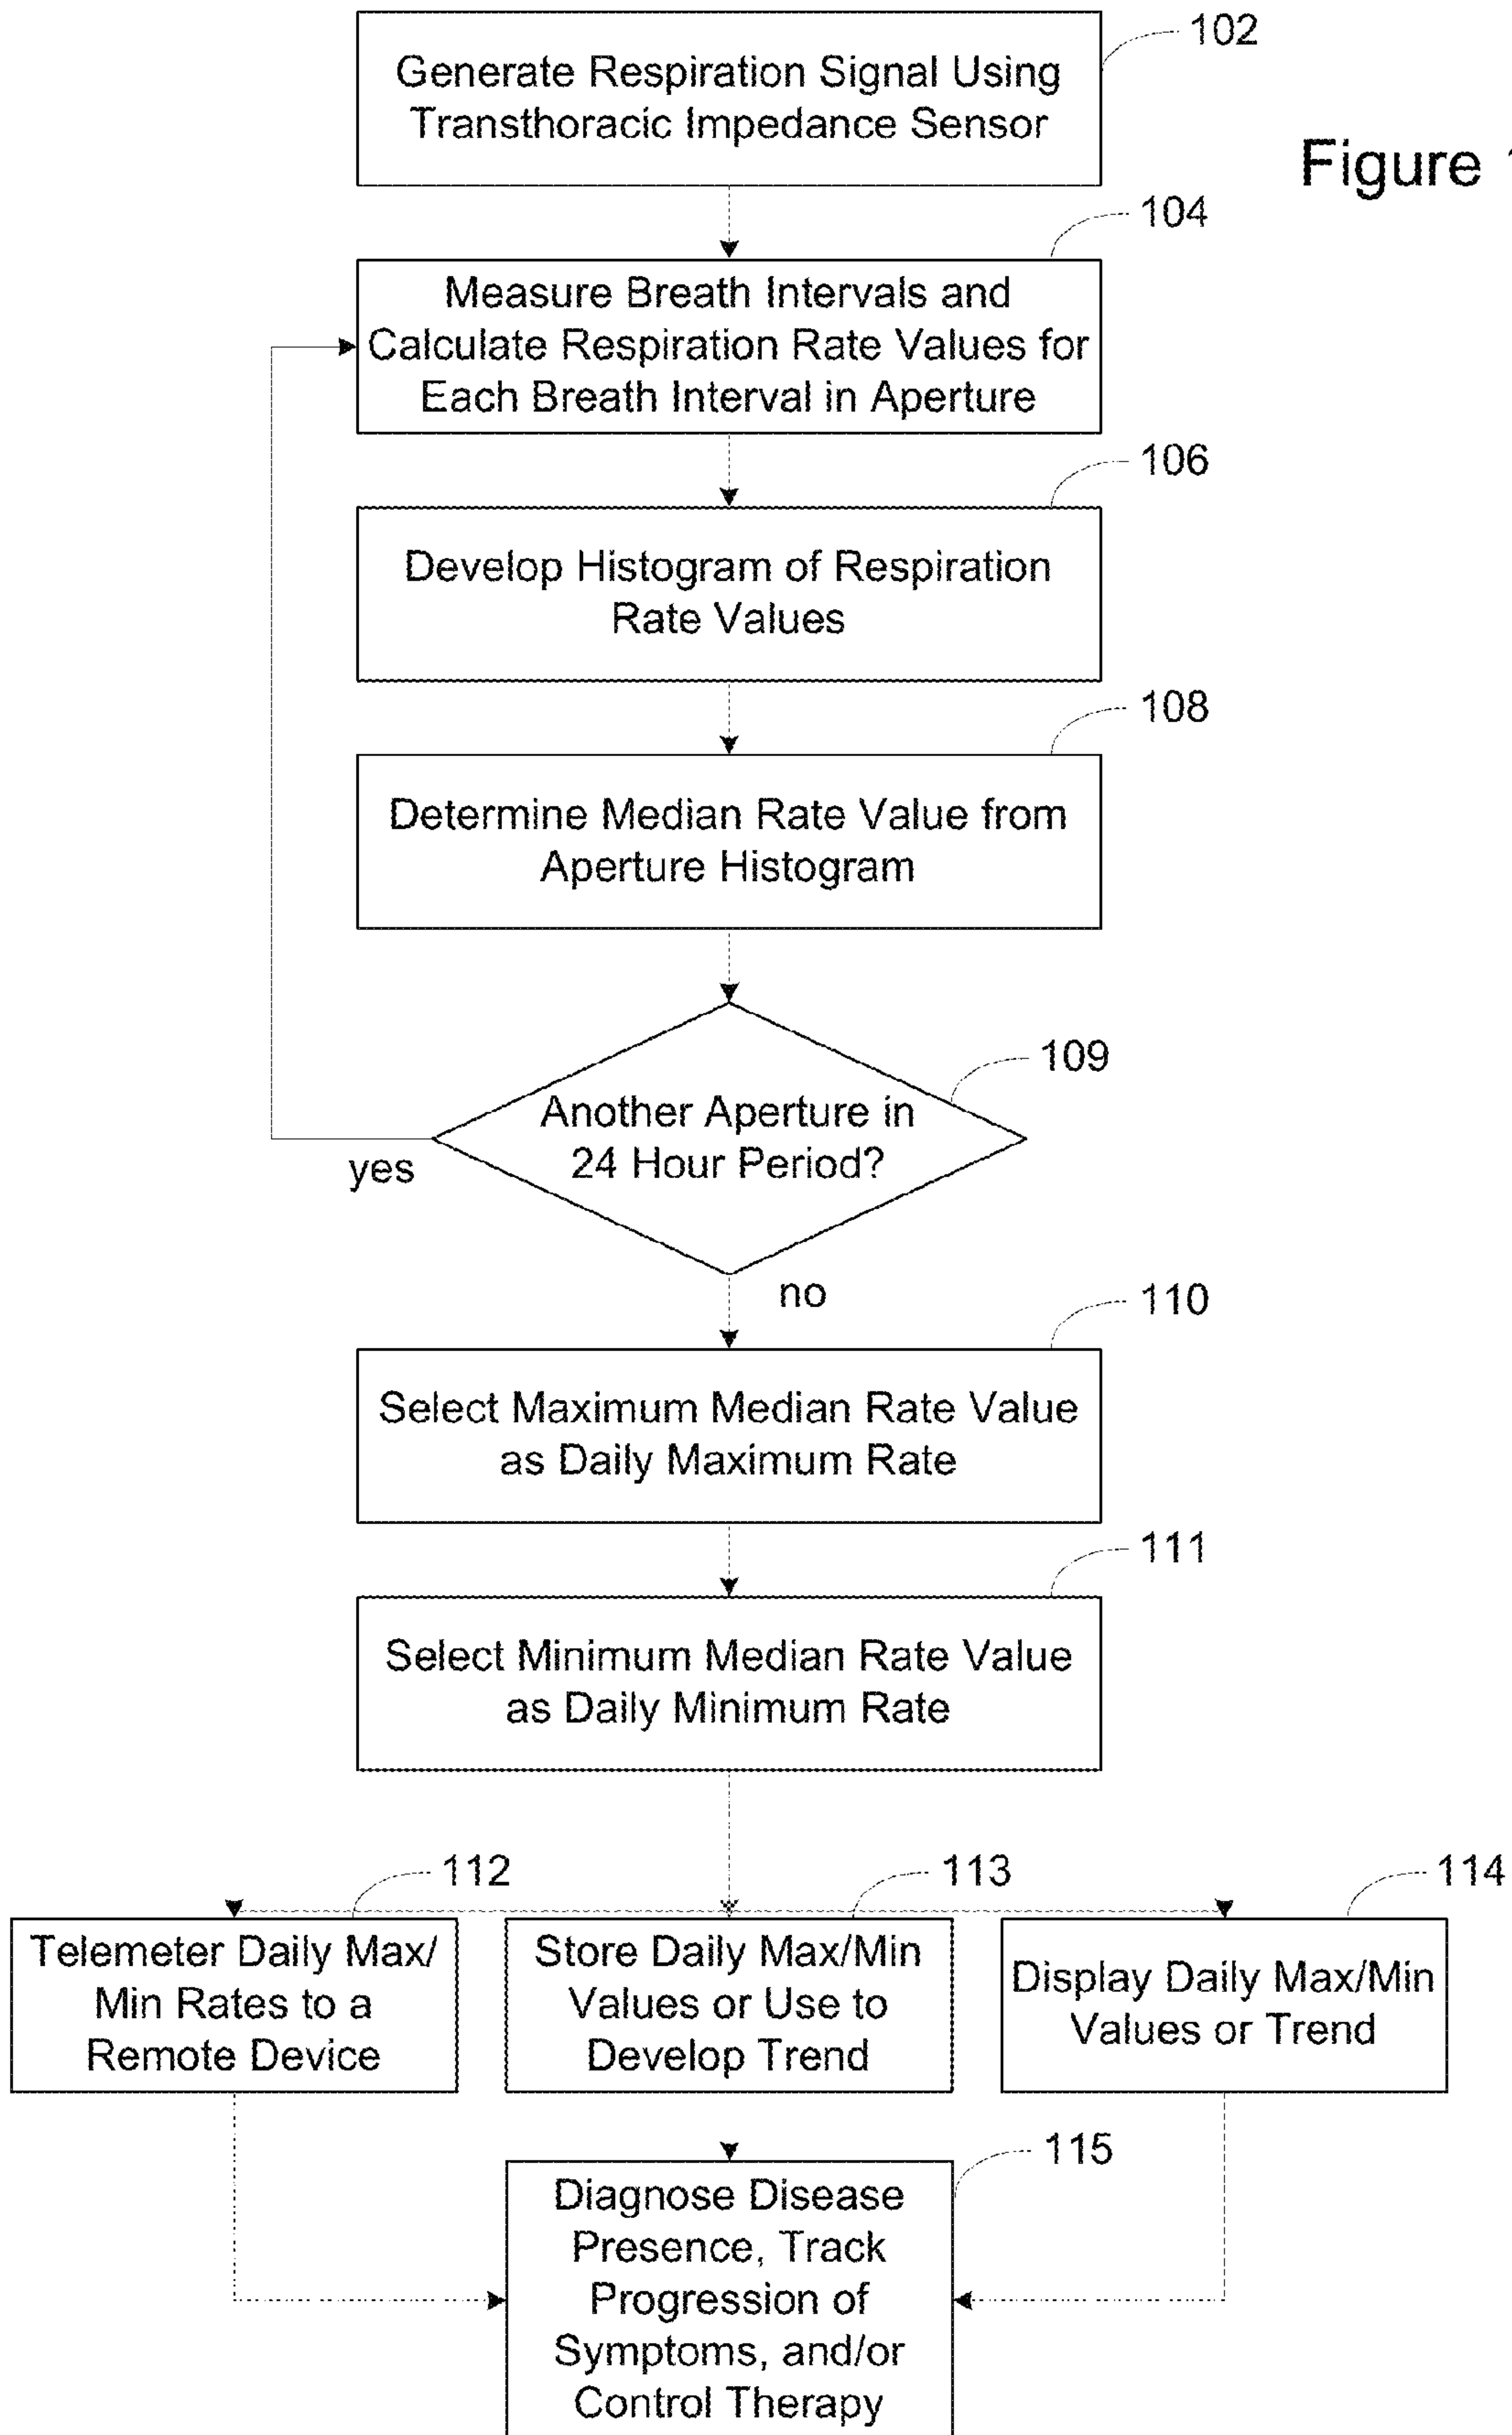 102
Generate Respiration Signal Using
Transthoracic Impedance Sensor
Figure 1
104
Measure Breath Intervals and
Calculate Respiration Rate Values for
Each Breath Interval in Aperture
106
Develop Histogram of Respiration
Rate Values
108
Determine Median Rate Value from
Aperture Histogram
109
Another Aperture in
24 Hour Period?
yes
no
110
Select Maximum Median Rate Value
as Daily Maximum Rate
111
Select Minimum Median Rate Value
as Daily Minimum Rate
112
Telemeter Daily Max/
Min Rates to a
Remote Device
113
Store Daily Max/Min
Values or Use to
Develop Trend
114
Display Daily Max/Min
Values or Trend
115
Diagnose Disease
Presence, Track
Progression of
Symptoms, and/or
Control Therapy